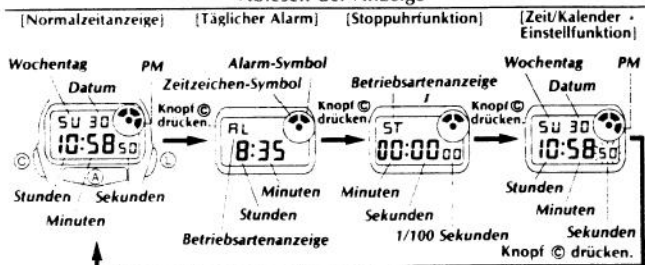 [Normalzeitanzeige] [Täglicher Alarm] [Stoppuhrfunktion] [Zeit/Kalender -
Einstellfunktion]
Wochentag
Datum
PM
Alarm-Symbol
Zeitzeichen-Symbol
Betriebsartenanzeige
Wochentag
Datum
PM
Knopf Ⓒ
drücken.
Knopf Ⓒ
drücken.
Knopf Ⓒ
drücken.
SU 30
10:58 50
AL
8:35
ST
00:00 00
SU 30
10:58 50
Ⓒ
Ⓐ
Ⓛ
Stunden
Minuten
Sekunden
Minuten
Stunden
Betriebsartenanzeige
Minuten
Sekunden
1/100 Sekunden
Stunden
Minuten
Sekunden
Knopf Ⓒ drücken.